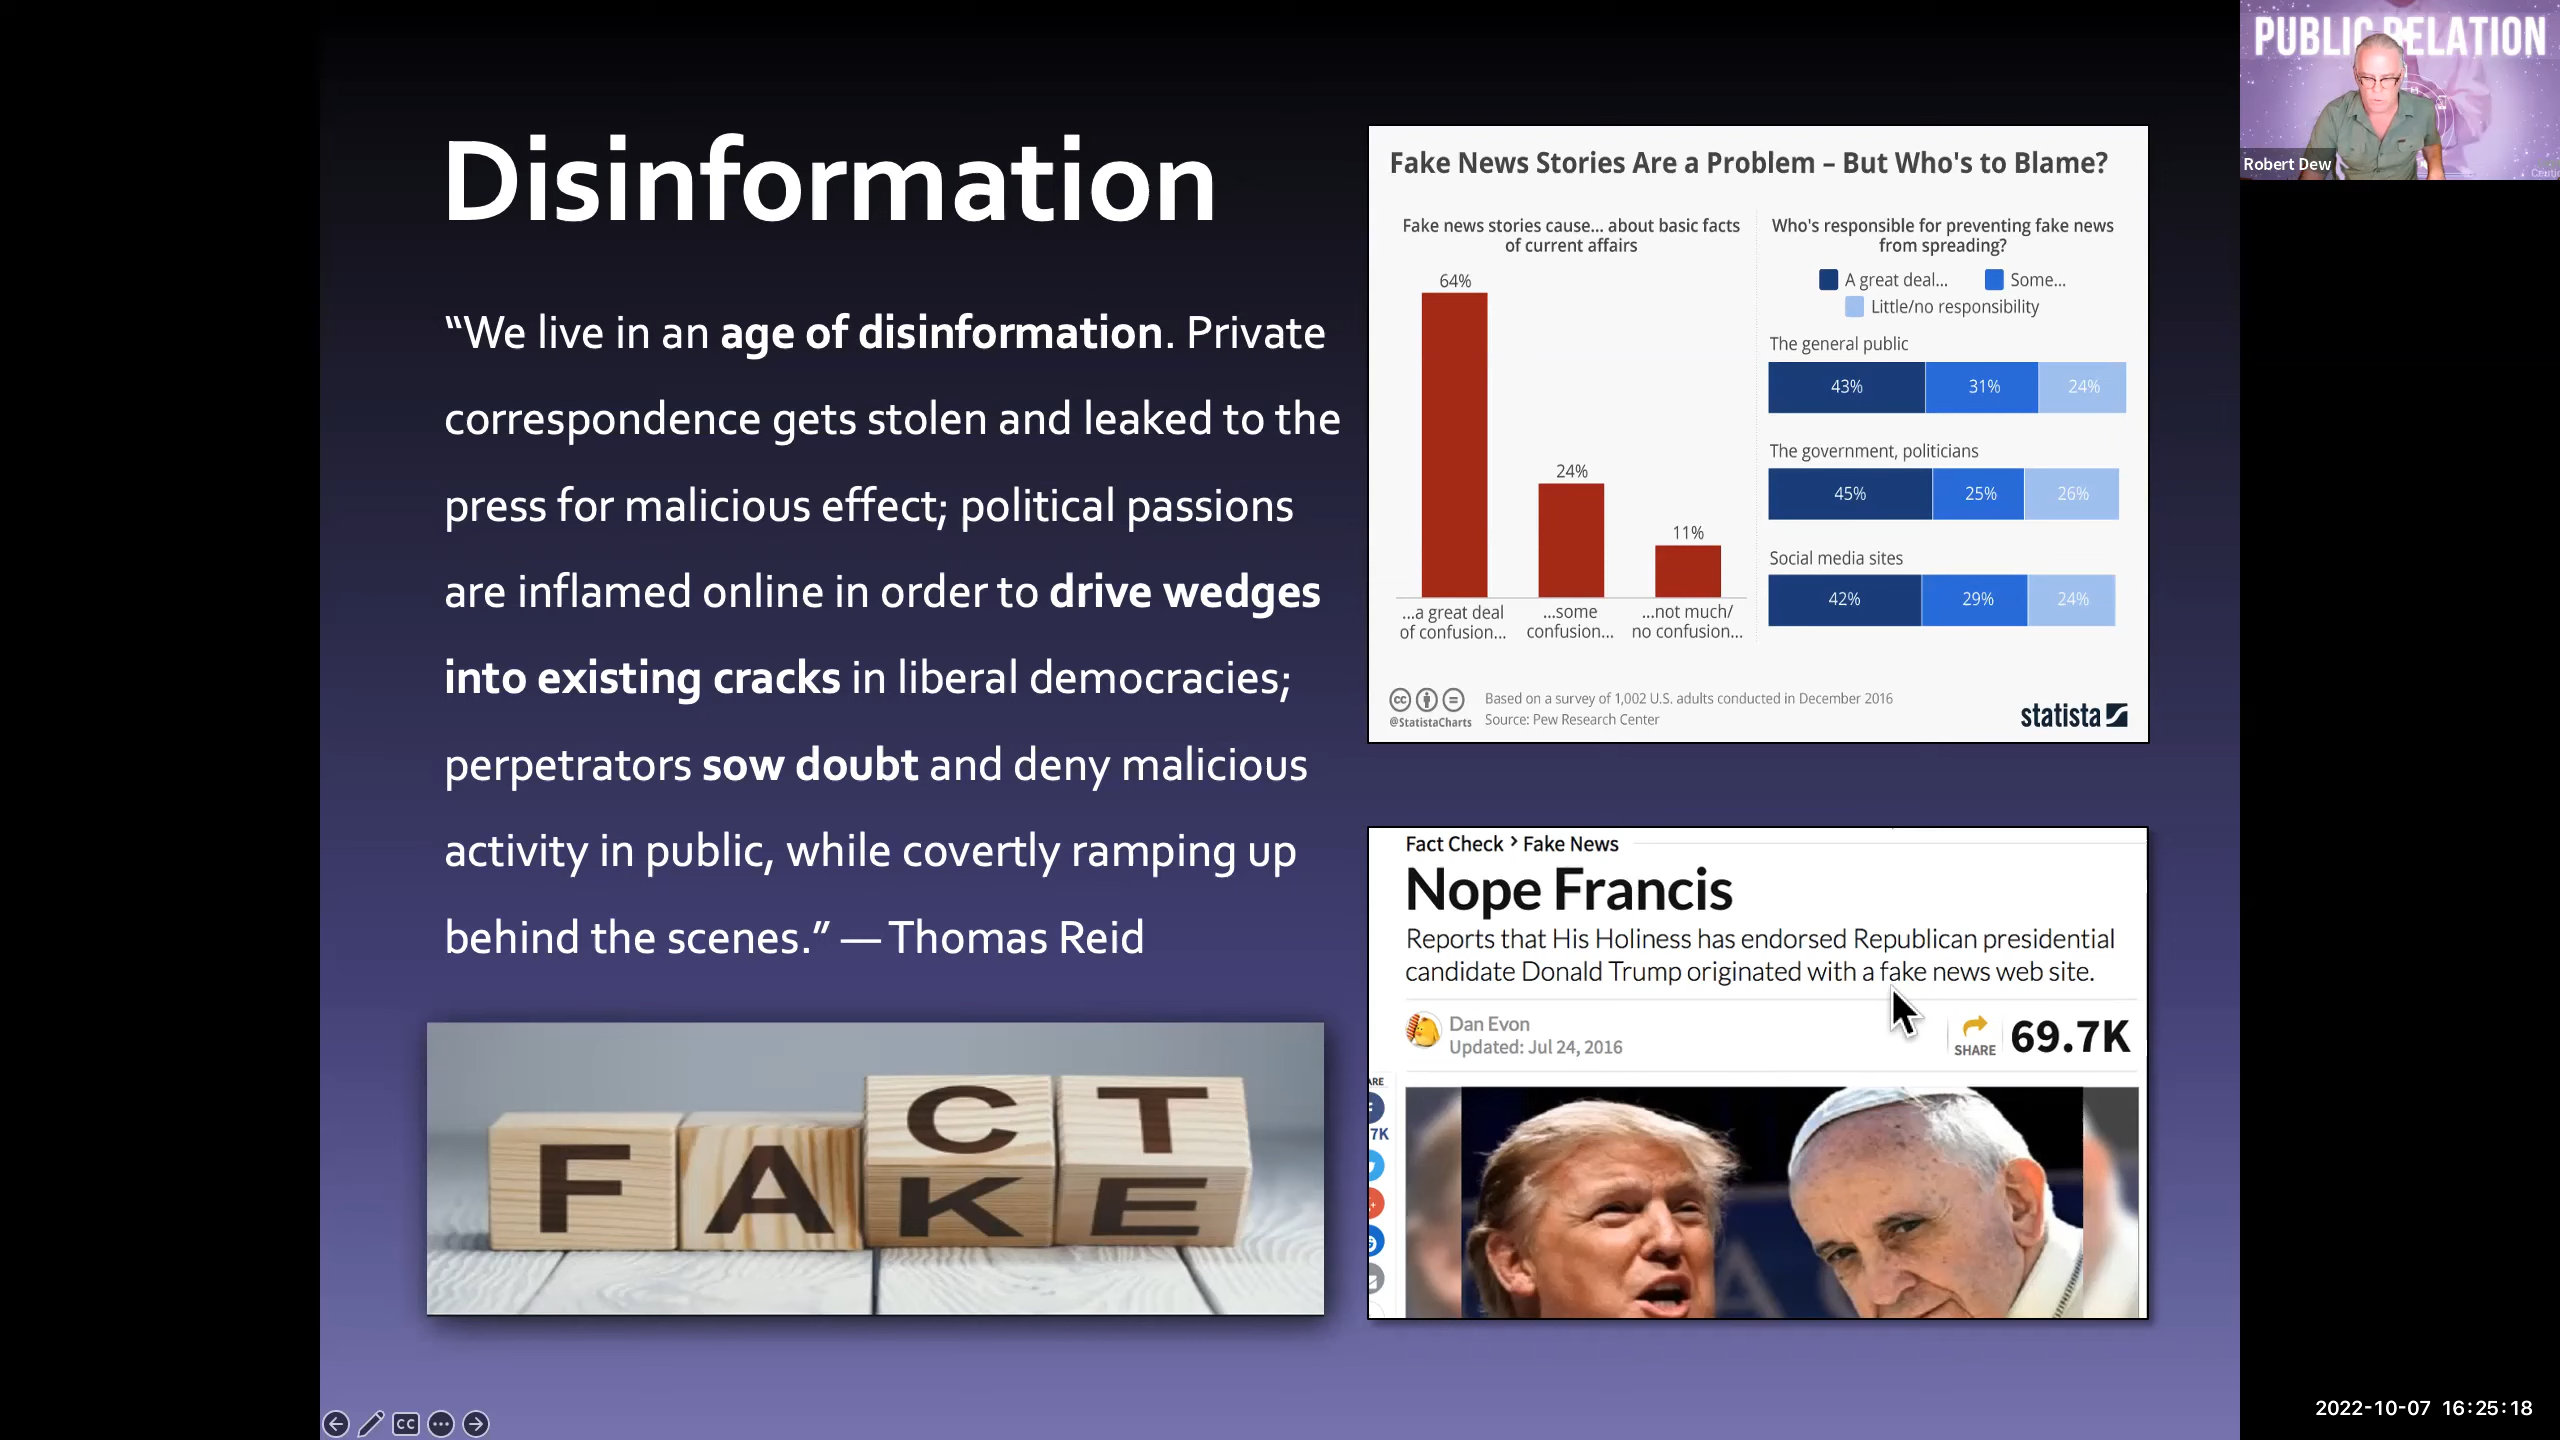 PUBLIC RELATION
Robert Dew
Disinformation
“We live in an age of disinformation. Private
correspondence gets stolen and leaked to the
press for malicious effect; political passions
are inflamed online in order to drive wedges
into existing cracks in liberal democracies;
perpetrators sow doubt and deny malicious
activity in public, while covertly ramping up
behind the scenes.” — Thomas Reid
FACT
KE
Fake News Stories Are a Problem – But Who's to Blame?
Fake news stories cause... about basic facts
of current affairs
64%
24%
11%
...a great deal
of confusion...
...some
confusion...
...not much/
no confusion...
Who's responsible for preventing fake news
from spreading?
A great deal...
Some...
Little/no responsibility
The general public
43% 31% 24%
The government, politicians
45% 25% 26%
Social media sites
42% 29% 24%
@StatistaCharts
Based on a survey of 1,002 U.S. adults conducted in December 2016
Source: Pew Research Center
statista
Fact Check > Fake News
Nope Francis
Reports that His Holiness has endorsed Republican presidential
candidate Donald Trump originated with a fake news web site.
Dan Evon
Updated: Jul 24, 2016
SHARE 69.7K
ARE
7K
CC
2022-10-07 16:25:18